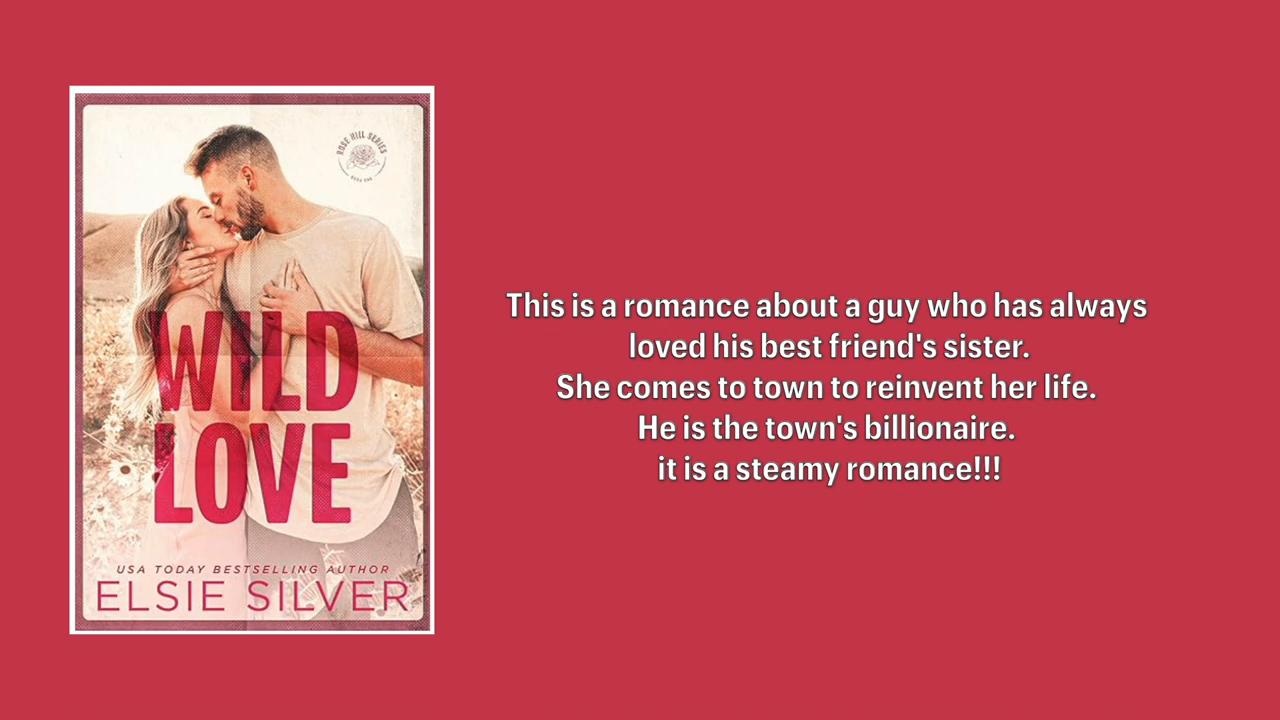 ROSE HILL SERIES
BOOK ONE
WILD
LOVE
USA TODAY BESTSELLING AUTHOR
ELSIE SILVER
This is a romance about a guy who has always
loved his best friend's sister.
She comes to town to reinvent her life.
He is the town's billionaire.
it is a steamy romance!!!